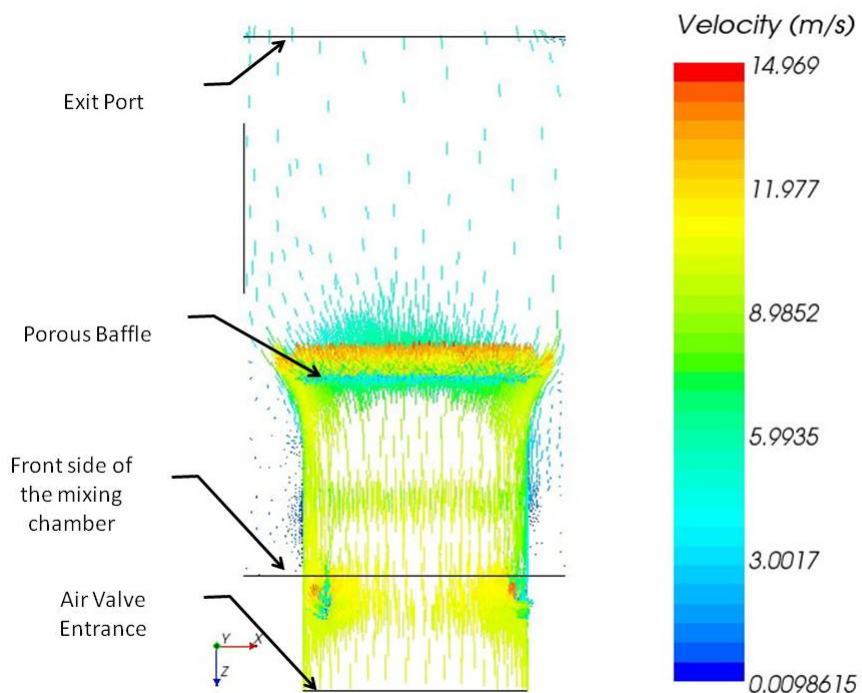 Velocity (m/s)
14.969
11.977
8.9852
5.9935
3.0017
0.0098615
Exit Port
Porous Baffle
Front side of
the mixing
chamber
Air Valve
Entrance
Y
X
Z